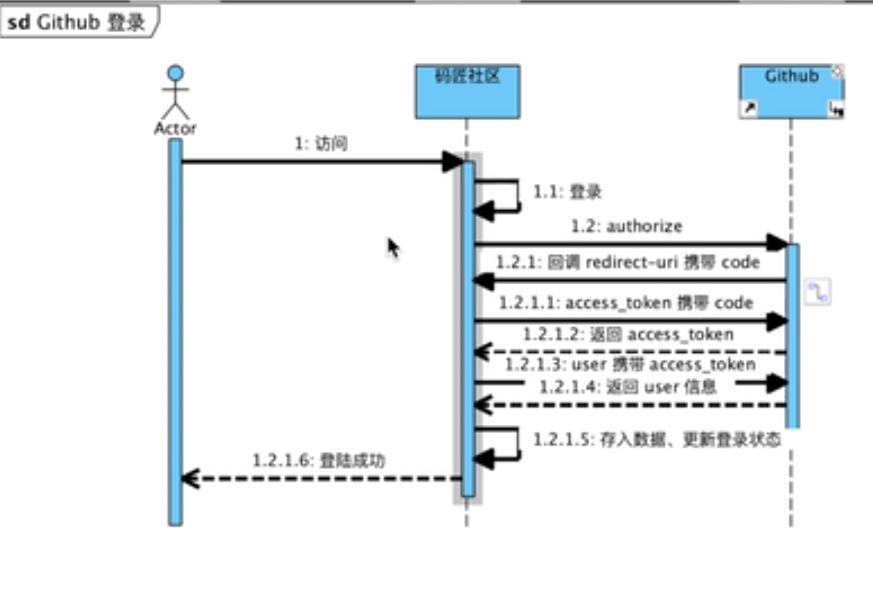 sd Github 登录
码匠社区
Github
Actor
1: 访问
1.1: 登录
1.2: authorize
1.2.1: 回调 redirect-uri 携带 code
1.2.1.1: access_token 携带 code
1.2.1.2: 返回 access_token
1.2.1.3: user 携带 access_token
1.2.1.4: 返回 user 信息
1.2.1.5: 存入数据、更新登录状态
1.2.1.6: 登陆成功